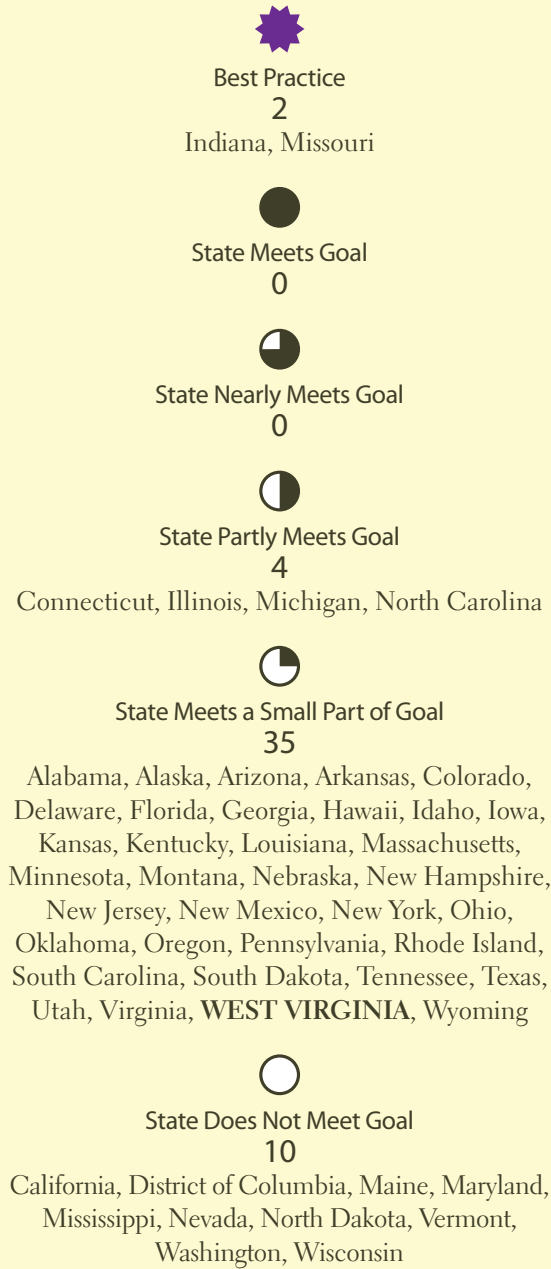 Best Practice
2
Indiana, Missouri
State Meets Goal
0
State Nearly Meets Goal
0
State Partly Meets Goal
4
Connecticut, Illinois, Michigan, North Carolina
State Meets a Small Part of Goal
35
Alabama, Alaska, Arizona, Arkansas, Colorado,
Delaware, Florida, Georgia, Hawaii, Idaho, Iowa,
Kansas, Kentucky, Louisiana, Massachusetts,
Minnesota, Montana, Nebraska, New Hampshire,
New Jersey, New Mexico, New York, Ohio,
Oklahoma, Oregon, Pennsylvania, Rhode Island,
South Carolina, South Dakota, Tennessee, Texas,
Utah, Virginia, WEST VIRGINIA, Wyoming
State Does Not Meet Goal
10
California, District of Columbia, Maine, Maryland,
Mississippi, Nevada, North Dakota, Vermont,
Washington, Wisconsin